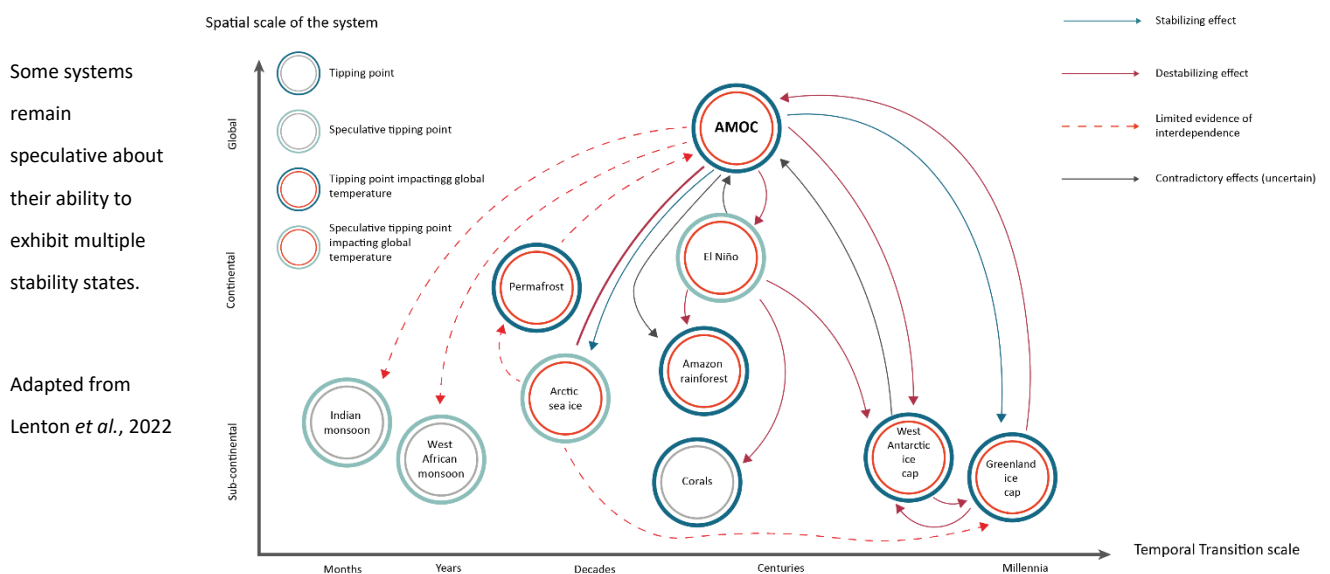 Spatial scale of the system
Some systems
remain
speculative about
their ability to
exhibit multiple
stability states.
Adapted from
Lenton et al., 2022
Tipping point
Speculative tipping point
Tipping point impactingg global
temperature
Speculative tipping point
impacting global
temperature
Stabilizing effect
Destabilizing effect
Limited evidence of
interdependence
Contradictory effects (uncertain)
Global
Continental
Sub-continental
AMOC
El Niño
Permafrost
Amazon
rainforest
Arctic
sea ice
Indian
monsoon
West
African
monsoon
Corals
West
Antarctic
ice
cap
Greenland
ice
cap
Temporal Transition scale
Months
Years
Decades
Centuries
Millennia